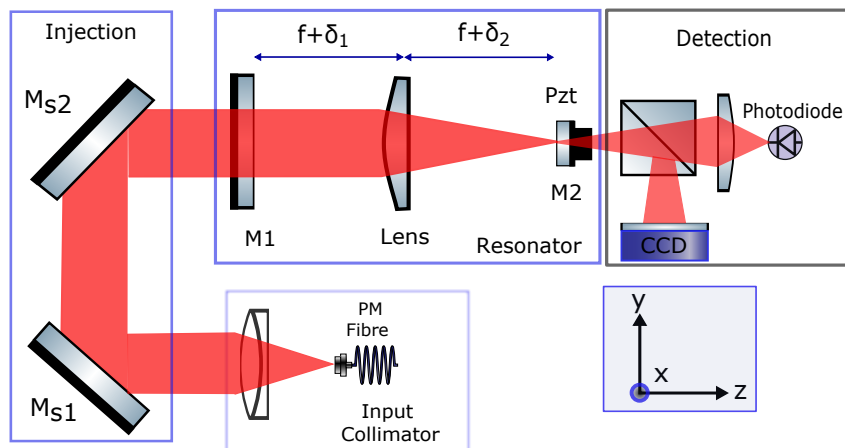 Injection
Ms2
Ms1
f+δ1
f+δ2
Pzt
M1
Lens
M2
Resonator
Detection
Photodiode
CCD
PM
Fibre
Input
Collimator
y
x
z